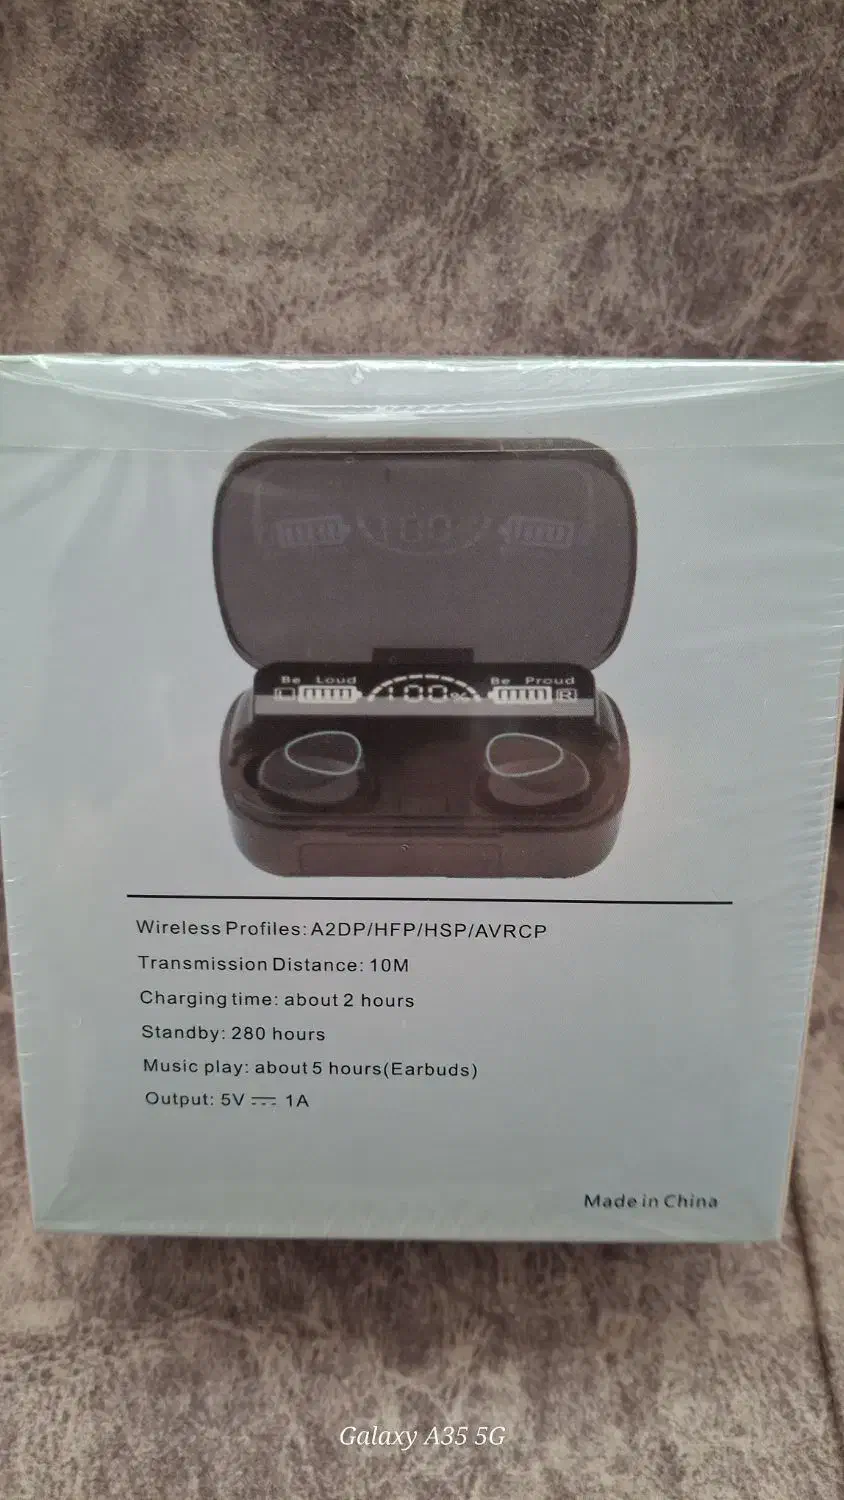 Be Loud Be Proud
L 100% R
Wireless Profiles: A2DP/HFP/HSP/AVRCP
Transmission Distance: 10M
Charging time: about 2 hours
Standby: 280 hours
Music play: about 5 hours(Earbuds)
Output: 5V ⎓ 1A
Made in China
Galaxy A35 5G